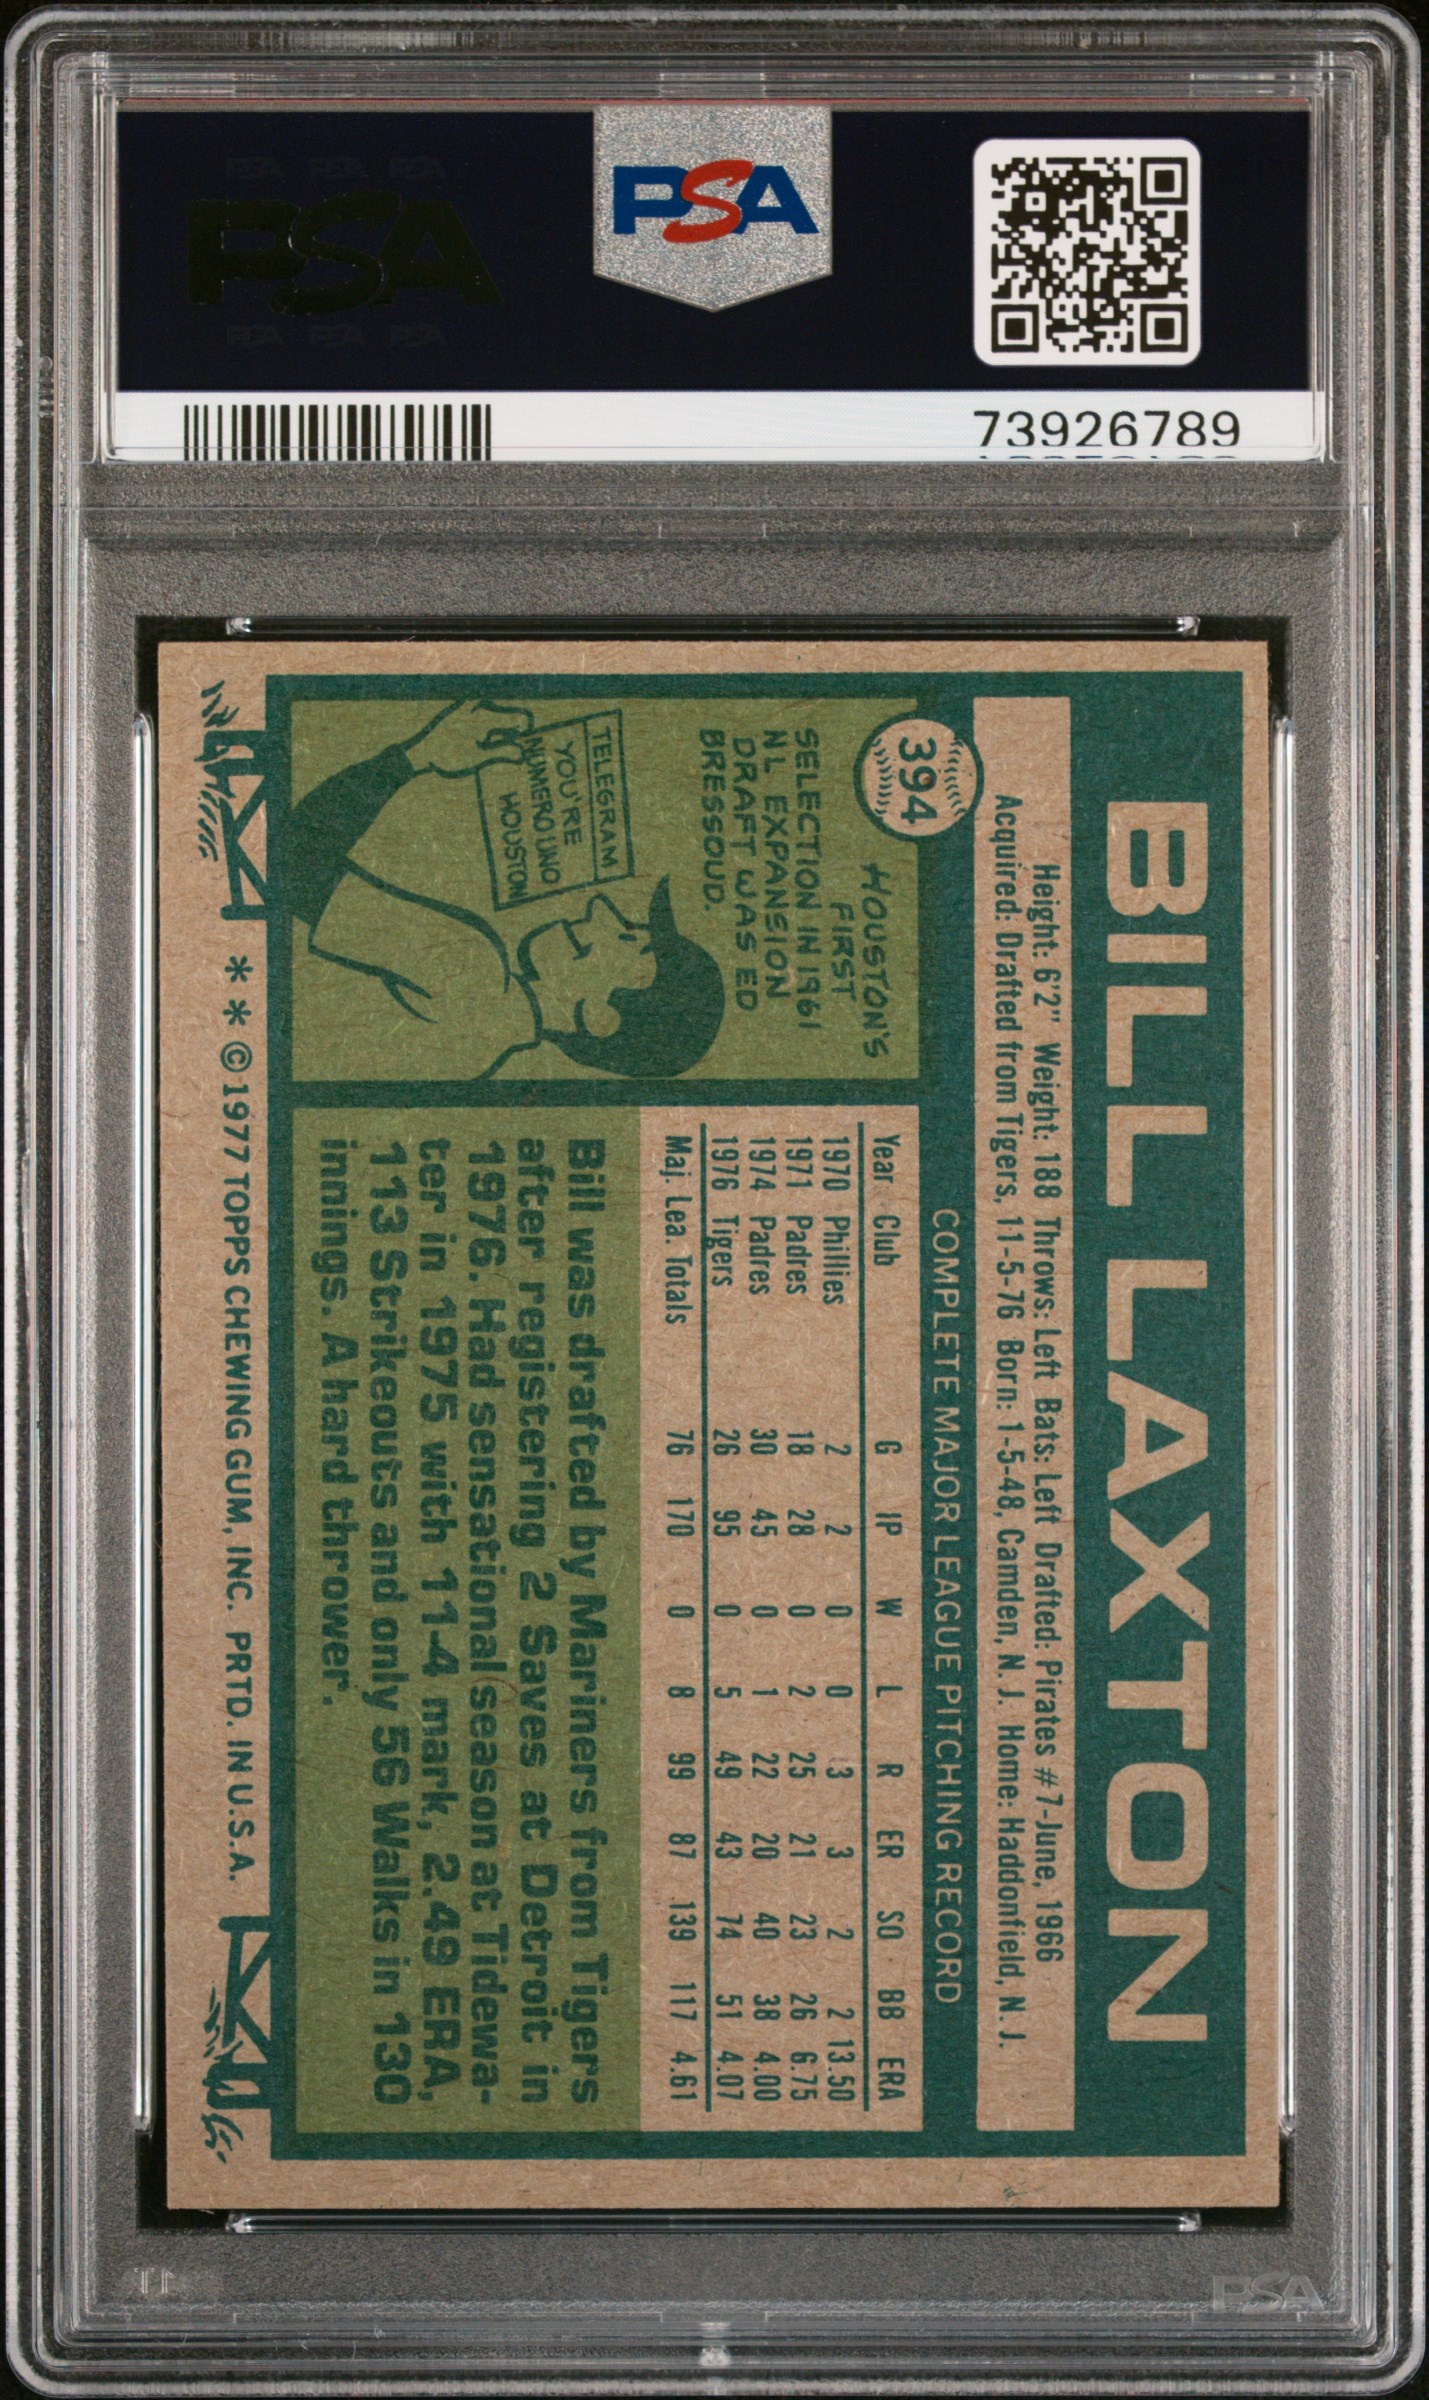 PSA PSA PSA
PSA
PSA PSA PSA
PSA
73926789
BILL LAXTON
Height: 6'2" Weight: 188 Throws: Left Bats: Left Drafted: Pirates #7-June, 1966
Acquired: Drafted from Tigers, 11-5-76 Born: 1-5-48, Camden, N. J. Home: Haddonfield, N. J.
394
HOUSTON'S
FIRST
SELECTION IN 1961
N L EXPANSION
DRAFT WAS ED
BRESSOUD.
TELEGRAM
YOU'RE
NUMERO UNO
HOUSTON
COMPLETE MAJOR LEAGUE PITCHING RECORD
Year Club G IP W L R ER SO BB ERA
1970 Phillies 2 2 0 0 3 3 2 2 13.50
1971 Padres 18 28 0 2 25 21 23 26 6.75
1974 Padres 30 45 0 1 22 20 40 38 4.00
1976 Tigers 26 95 0 5 49 43 74 51 4.07
Maj. Lea. Totals 76 170 0 8 99 87 139 117 4.61
Bill was drafted by Mariners from Tigers
after registering 2 Saves at Detroit in
1976. Had sensational season at Tidewa-
ter in 1975 with 11-4 mark, 2.49 ERA,
113 Strikeouts and only 56 Walks in 130
innings. A hard thrower.
** ©1977 TOPPS CHEWING GUM, INC. PRTD. IN U.S.A.
PSA